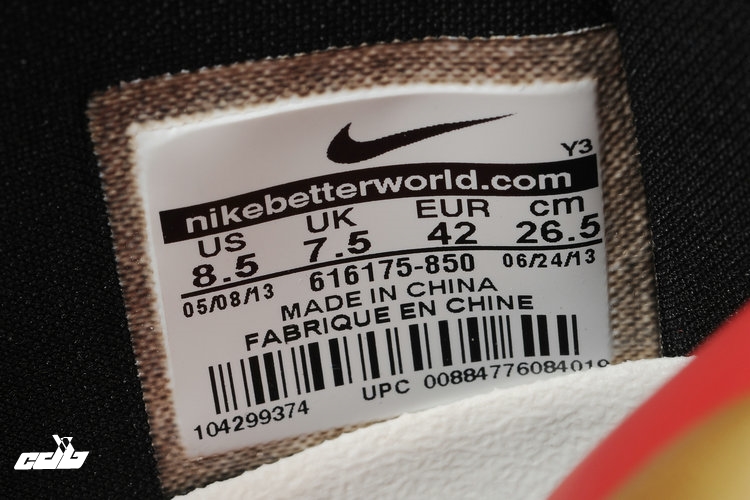 Y3
nikebetterworld.com
US UK EUR cm
8.5 7.5 42 26.5
05/08/13 616175-850 06/24/13
MADE IN CHINA
FABRIQUE EN CHINE
104299374 UPC 00884776084019
cdb